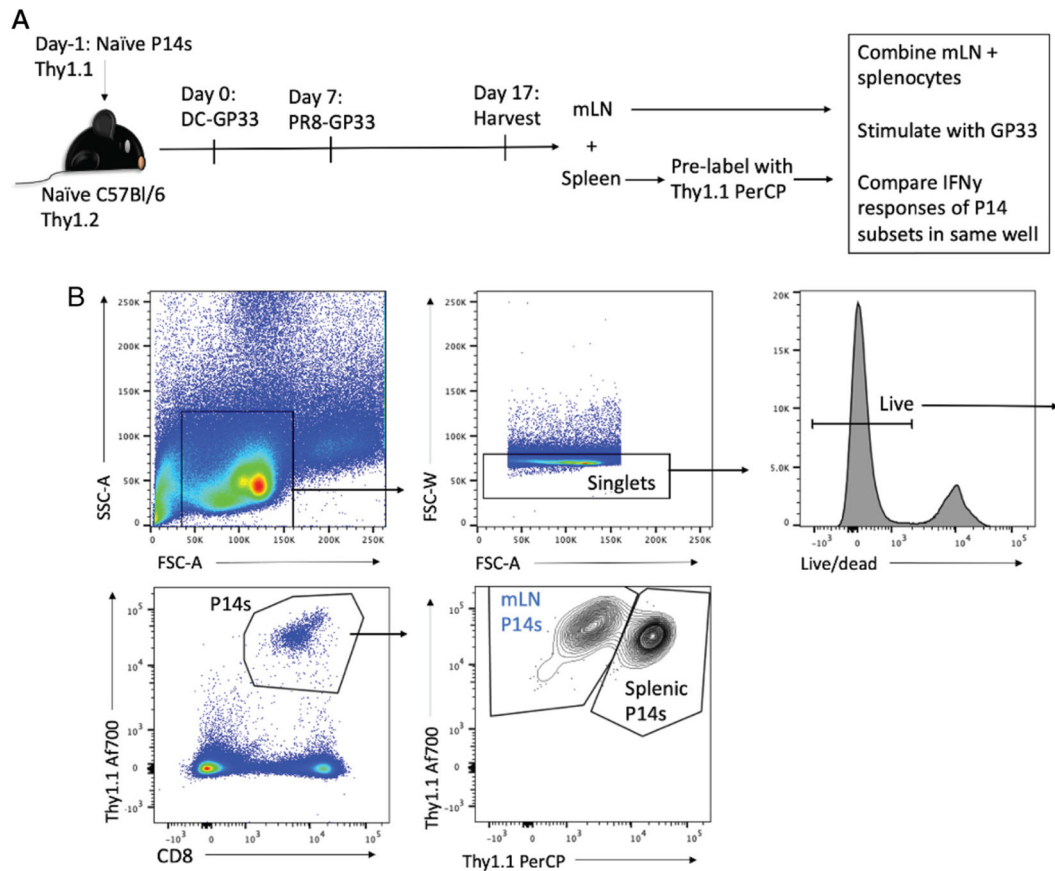 A
Day-1: Naïve P14s
Thy1.1
Naïve C57Bl/6
Thy1.2
Day 0:
DC-GP33
Day 7:
PR8-GP33
Day 17:
Harvest
mLN
+
Spleen
Pre-label with
Thy1.1 PerCP
Combine mLN +
splenocytes
Stimulate with GP33
Compare IFNy
responses of P14
subsets in same well
B
250K
200K
150K
100K
50K
0
SSC-A
0
50K
100K
150K
200K
250K
FSC-A
250K
200K
150K
100K
50K
0
FSC-W
Singlets
0
50K
100K
150K
200K
250K
FSC-A
20K
15K
10K
5.0K
0
Live
-10³
0
10³
10⁴
10⁵
Live/dead
P14s
10⁵
10⁴
10³
0
-10³
Thy1.1 Af700
-10³
0
10³
10⁴
10⁵
CD8
mLN
P14s
Splenic
P14s
10⁵
10⁴
10³
0
-10³
Thy1.1 Af700
-10³
0
10³
10⁴
10⁵
Thy1.1 PerCP